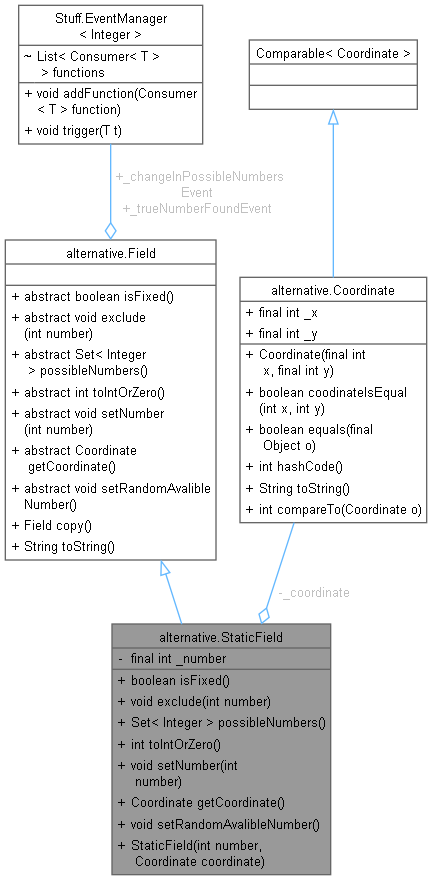 Stuff.EventManager
< Integer >
~ List< Consumer< T >
> functions
+ void addFunction(Consumer
< T > function)
+ void trigger(T t)
Comparable< Coordinate >
+_changeInPossibleNumbers
Event
+_trueNumberFoundEvent
alternative.Field
+ abstract boolean isFixed()
+ abstract void exclude
(int number)
+ abstract Set< Integer
> possibleNumbers()
+ abstract int toIntOrZero()
+ abstract void setNumber
(int number)
+ abstract Coordinate
getCoordinate()
+ abstract void setRandomAvalible
Number()
+ Field copy()
+ String toString()
alternative.Coordinate
+ final int _x
+ final int _y
+ Coordinate(final int
x, final int y)
+ boolean coodinateIsEqual
(int x, int y)
+ boolean equals(final
Object o)
+ int hashCode()
+ String toString()
+ int compareTo(Coordinate o)
-_coordinate
alternative.StaticField
- final int _number
+ boolean isFixed()
+ void exclude(int number)
+ Set< Integer > possibleNumbers()
+ int toIntOrZero()
+ void setNumber(int
number)
+ Coordinate getCoordinate()
+ void setRandomAvalibleNumber()
+ StaticField(int number,
Coordinate coordinate)